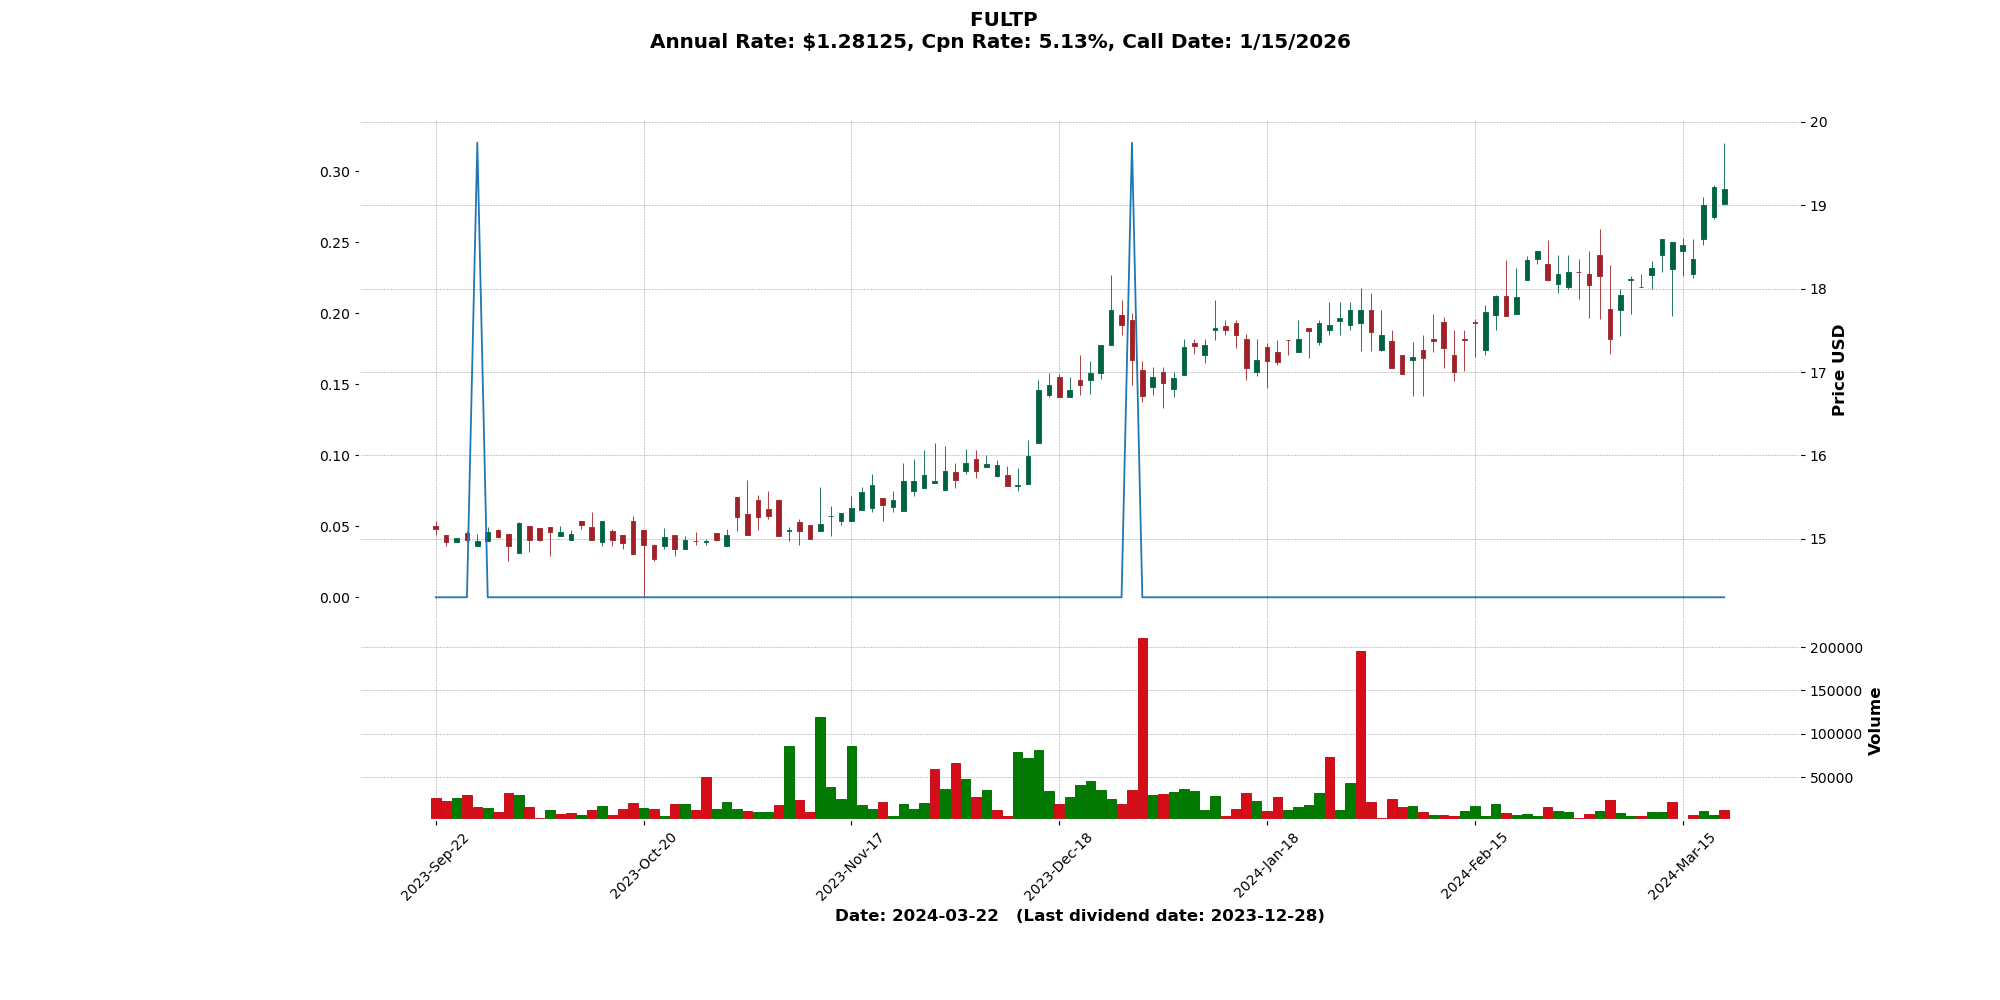 FULTP
Annual Rate: $1.28125, Cpn Rate: 5.13%, Call Date: 1/15/2026
0.30
0.25
0.20
0.15
0.10
0.05
0.00
20
19
18
17
16
15
Price USD
200000
150000
100000
50000
Volume
2023-Sep-22
2023-Oct-20
2023-Nov-17
2023-Dec-18
2024-Jan-18
2024-Feb-15
2024-Mar-15
Date: 2024-03-22 (Last dividend date: 2023-12-28)